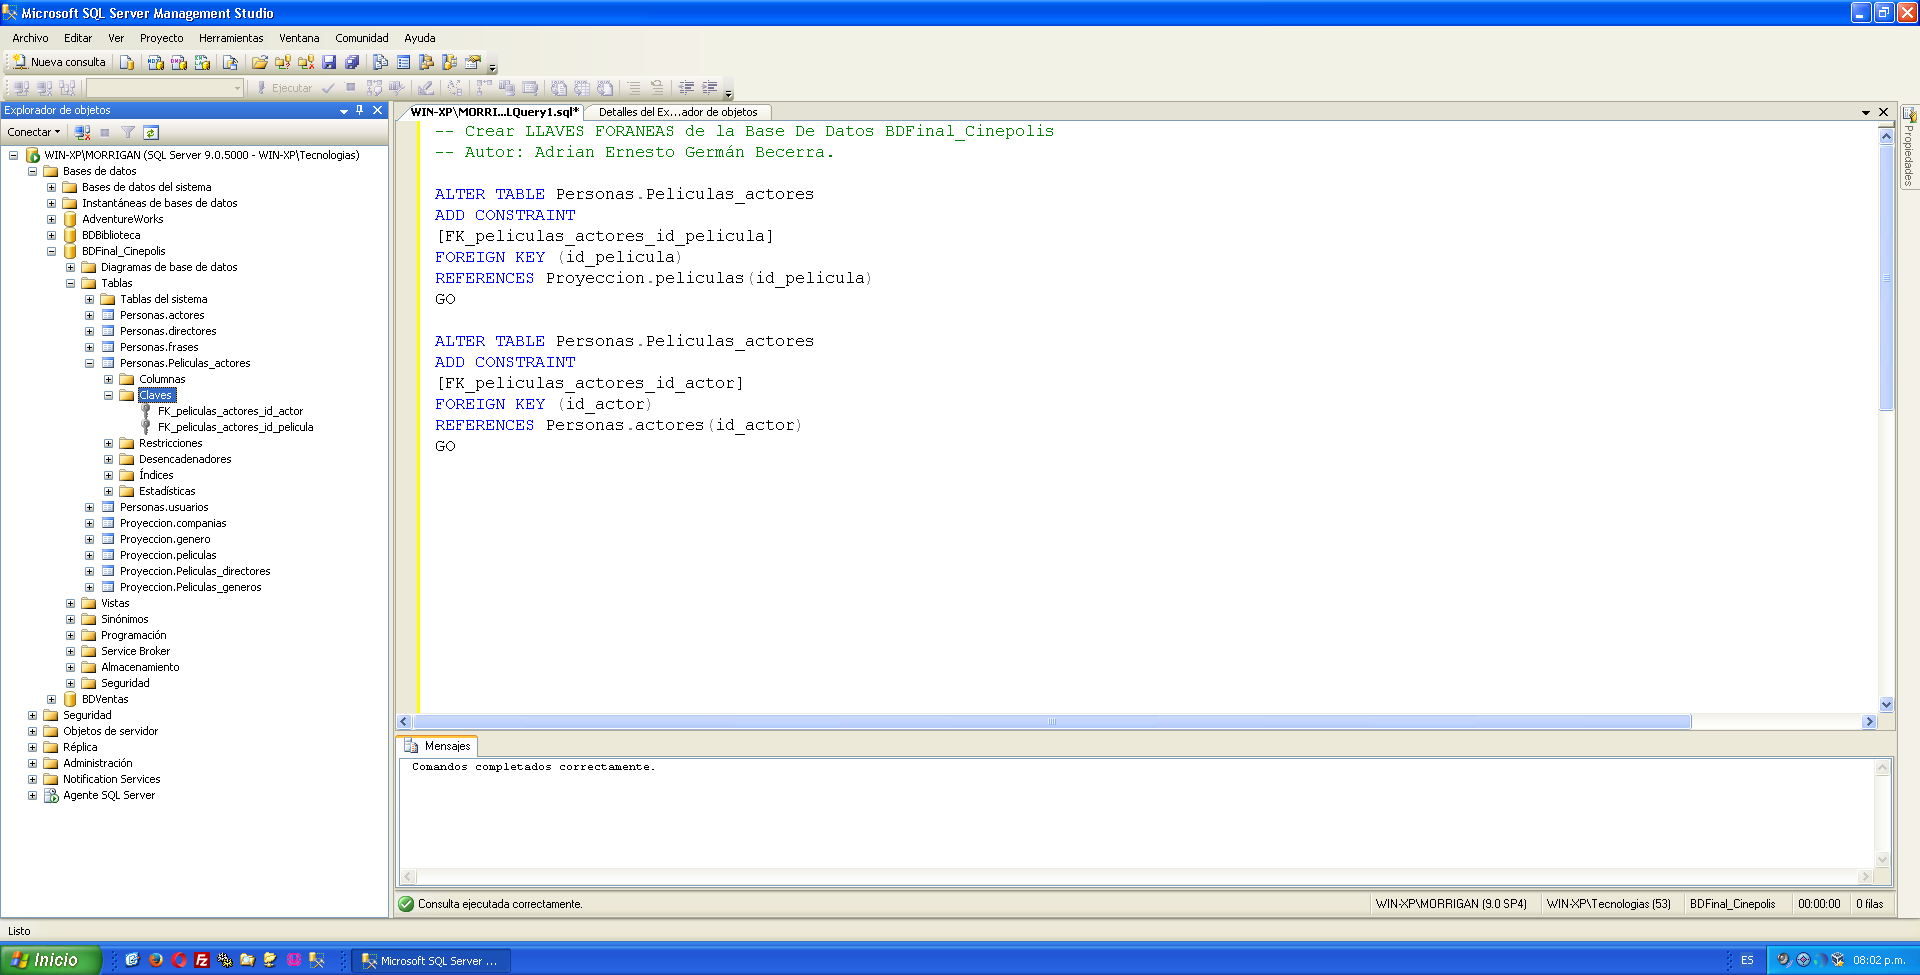 Microsoft SQL Server Management Studio
Archivo Editar Ver Proyecto Herramientas Ventana Comunidad Ayuda
Nueva consulta
Ejecutar
Explorador de objetos
Conectar
WIN-XP\MORRIGAN (SQL Server 9.0.5000 - WIN-XP\Tecnologias)
Bases de datos
Bases de datos del sistema
Instantáneas de bases de datos
AdventureWorks
BDBiblioteca
BDFinal_Cinepolis
Diagramas de base de datos
Tablas
Tablas del sistema
Personas.actores
Personas.directores
Personas.frases
Personas.Peliculas_actores
Columnas
Claves
FK_peliculas_actores_id_actor
FK_peliculas_actores_id_pelicula
Restricciones
Desencadenadores
Índices
Estadísticas
Personas.usuarios
Proyeccion.companias
Proyeccion.genero
Proyeccion.peliculas
Proyeccion.Peliculas_directores
Proyeccion.Peliculas_generos
Vistas
Sinónimos
Programación
Service Broker
Almacenamiento
Seguridad
BDVentas
Seguridad
Objetos de servidor
Réplica
Administración
Notification Services
Agente SQL Server
WIN-XP\MORRI...LQuery1.sql* Detalles del Ex...ador de objetos
-- Crear LLAVES FORANEAS de la Base De Datos BDFinal_Cinepolis
-- Autor: Adrian Ernesto Germán Becerra.
ALTER TABLE Personas.Peliculas_actores
ADD CONSTRAINT
[FK_peliculas_actores_id_pelicula]
FOREIGN KEY (id_pelicula)
REFERENCES Proyeccion.peliculas(id_pelicula)
GO
ALTER TABLE Personas.Peliculas_actores
ADD CONSTRAINT
[FK_peliculas_actores_id_actor]
FOREIGN KEY (id_actor)
REFERENCES Personas.actores(id_actor)
GO
Propiedades
Mensajes
Comandos completados correctamente.
Consulta ejecutada correctamente. WIN-XP\MORRIGAN (9.0 SP4) WIN-XP\Tecnologias (53) BDFinal_Cinepolis 00:00:00 0 filas
Listo
Inicio Microsoft SQL Server ... ES 08:02 p.m.